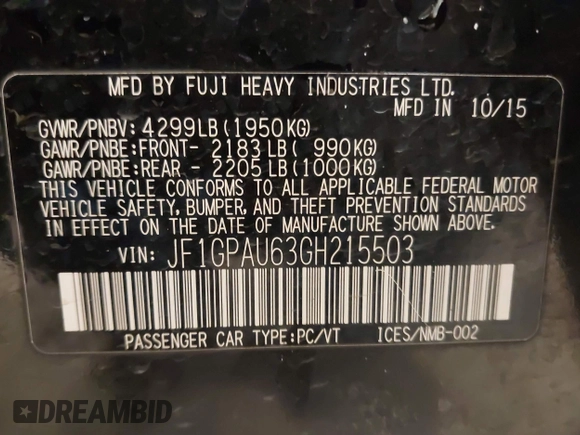 MFD BY FUJI HEAVY INDUSTRIES LTD.
MFD IN 10/15
GVWR/PNBV: 4299LB(1950KG)
GAWR/PNBE:FRONT- 2183LB( 990KG)
GAWR/PNBE:REAR - 2205LB(1000KG)
THIS VEHICLE CONFORMS TO ALL APPLICABLE FEDERAL MOTOR
VEHICLE SAFETY, BUMPER, AND THEFT PREVENTION STANDARDS
IN EFFECT ON THE DATE OF MANUFACTURE SHOWN ABOVE.
VIN: JF1GPAU63GH215503
PASSENGER CAR TYPE:PC/VT ICES/NMB-002
DREAMBID